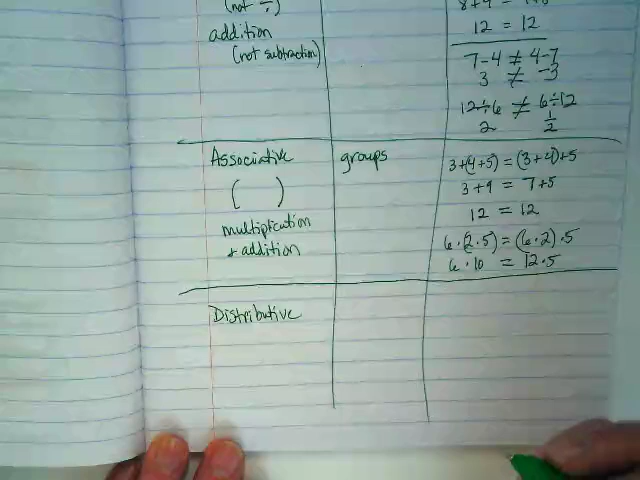 (not ÷)
addition
(not subtraction)
12 = 12
7-4 ≠ 4-7
3 ≠ -3
12÷6 ≠ 6÷12
2 1/2
Associative
( )
multiplication
+ addition
groups
3+(4+5) = (3+4)+5
3+9 = 7+5
12 = 12
6·(2·5) = (6·2)·5
6·10 = 12·5
Distributive